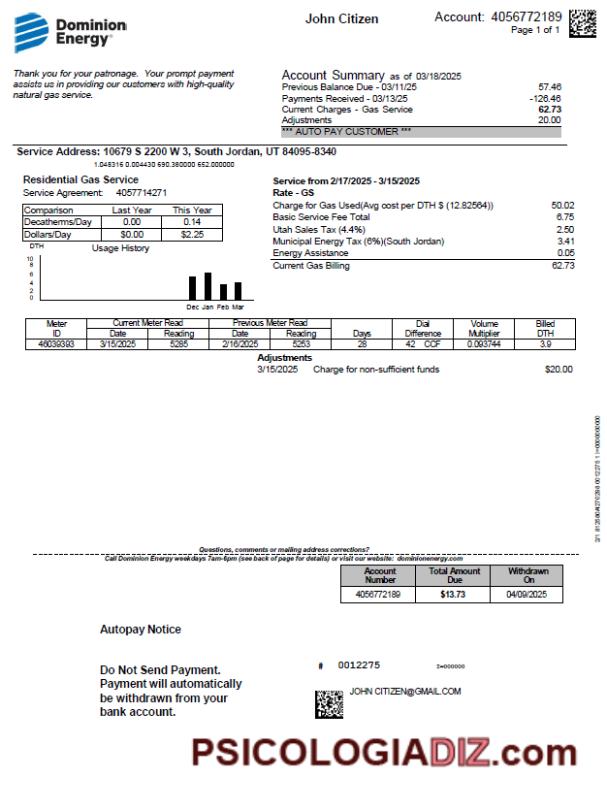 Dominion
Energy®
John Citizen
Account: 4056772189
Page 1 of 1
Thank you for your patronage. Your prompt payment
assists us in providing our customers with high-quality
natural gas service.
Account Summary as of 03/18/2025
Previous Balance Due - 03/11/25 57.46
Payments Received - 03/13/25 -126.46
Current Charges - Gas Service 62.73
Adjustments 20.00
*** AUTO PAY CUSTOMER ***
Service Address: 10679 S 2200 W 3, South Jordan, UT 84095-8340
1.048316 0.004430 690.380000 652.000000
Residential Gas Service
Service Agreement: 4057714271
Comparison Last Year This Year
Decatherms/Day 0.00 0.14
Dollars/Day $0.00 $2.25
DTH Usage History
10
8
6
4
2
0
Dec Jan Feb Mar
Service from 2/17/2025 - 3/15/2025
Rate - GS
Charge for Gas Used(Avg cost per DTH $ (12.82564)) 50.02
Basic Service Fee Total 6.75
Utah Sales Tax (4.4%) 2.50
Municipal Energy Tax (6%)(South Jordan) 3.41
Energy Assistance 0.05
Current Gas Billing 62.73
Meter Current Meter Read Previous Meter Read Dial Volume Billed
ID Date Reading Date Reading Days Difference Multiplier DTH
46039393 3/15/2025 5285 2/16/2025 5253 28 42 CCF 0.093744 3.9
Adjustments
3/15/2025 Charge for non-sufficient funds $20.00
Questions, comments or mailing address corrections?
Call Dominion Energy weekdays 7am-6pm (see back of page for details) or visit our website: dominionenergy.com
Account Total Amount Withdrawn
Number Due On
4056772189 $13.73 04/09/2025
Autopay Notice
Do Not Send Payment.
Payment will automatically
be withdrawn from your
bank account.
# 0012275
JOHN CITIZEN@GMAIL.COM
PSICOLOGIADIZ.com